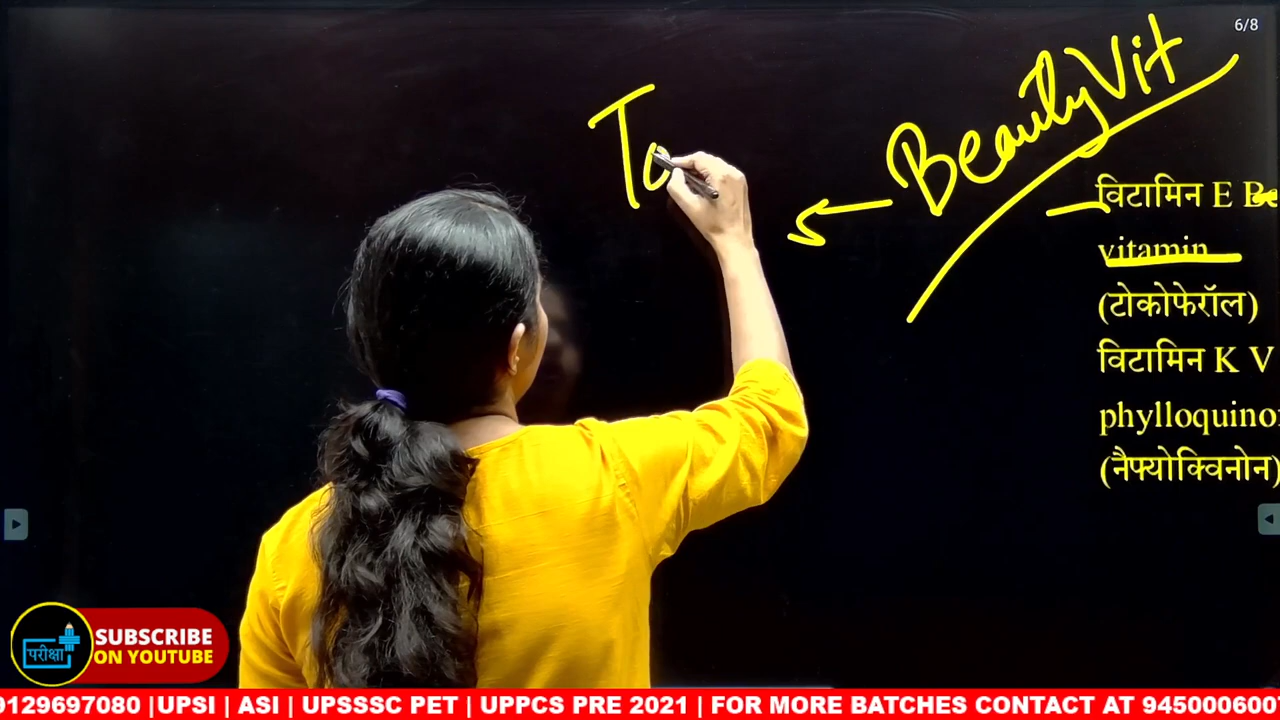 6/8
Beauty Vit
To
विटामिन E Be
vitamin
(टोकोफेरॉल)
विटामिन K V
phylloquino
(नैफ्योक्विनोन)
परीक्षा
SUBSCRIBE
ON YOUTUBE
9129697080 |UPSI | ASI | UPSSSC PET | UPPCS PRE 2021 | FOR MORE BATCHES CONTACT AT 945000600